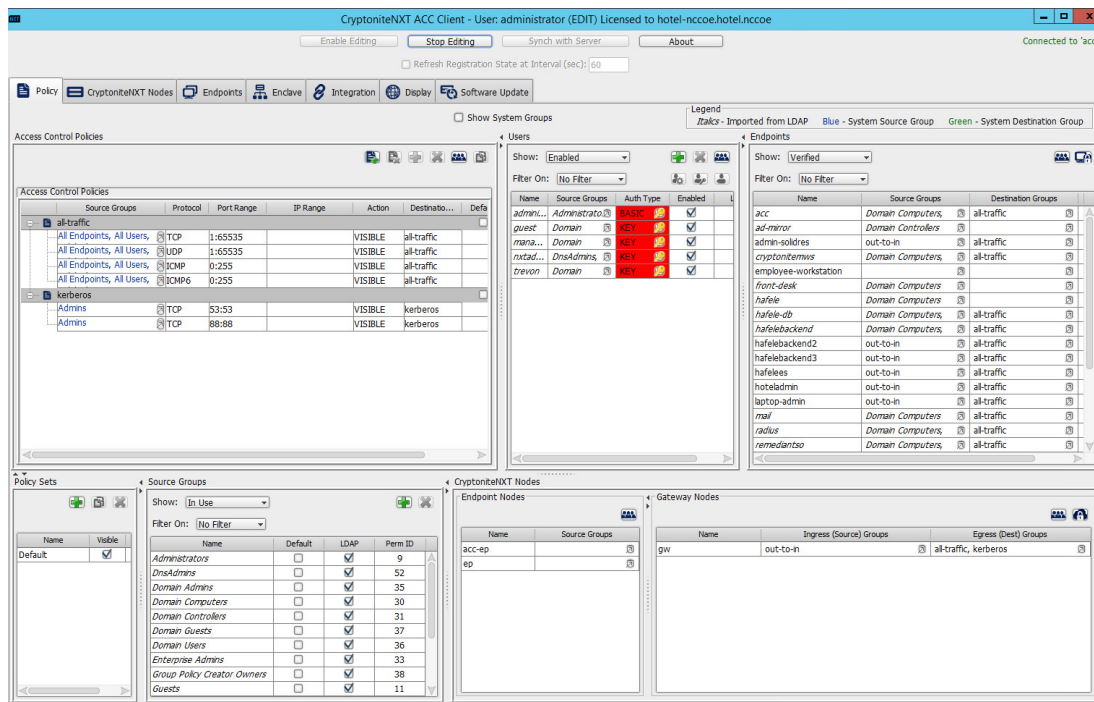 NXT CryptoniteNXT ACC Client - User: administrator (EDIT) Licensed to hotel-nccoe.hotel.nccoe
Enable Editing Stop Editing Synch with Server About Connected to 'acc
Refresh Registration State at Interval (sec): 60
Policy CryptoniteNXT Nodes Endpoints Enclave Integration Display Software Update
Show System Groups
Legend
Italics - Imported from LDAP Blue - System Source Group Green - System Destination Group
Access Control Policies
Access Control Policies
Source Groups Protocol Port Range IP Range Action Destinatio... Defa
all-traffic
All Endpoints, All Users, TCP 1:65535 VISIBLE all-traffic
All Endpoints, All Users, UDP 1:65535 VISIBLE all-traffic
All Endpoints, All Users, ICMP 0:255 VISIBLE all-traffic
All Endpoints, All Users, ICMP6 0:255 VISIBLE all-traffic
kerberos
Admins TCP 53:53 VISIBLE kerberos
Admins TCP 88:88 VISIBLE kerberos
Users
Show: Enabled
Filter On: No Filter
Name Source Groups Auth Type Enabled L
admini... Administrato BASIC
guest Domain KEY
mana... Domain KEY
nxtad... DnsAdmins, KEY
trevon Domain KEY
Endpoints
Show: Verified
Filter On: No Filter
Name Source Groups Destination Groups
acc Domain Computers, all-traffic
ad-mirror Domain Controllers
admin-solidres out-to-in all-traffic
cryptonitemws Domain Computers, all-traffic
employee-workstation
front-desk Domain Computers
hafele Domain Computers
hafele-db Domain Computers, all-traffic
hafelebackend Domain Computers, all-traffic
hafelebackend2 out-to-in all-traffic
hafelebackend3 out-to-in all-traffic
hafelees out-to-in all-traffic
hoteladmin out-to-in all-traffic
laptop-admin out-to-in all-traffic
mail Domain Computers all-traffic
radius Domain Computers, all-traffic
remediantso Domain Computers, all-traffic
Policy Sets
Name Visible
Default
Source Groups
Show: In Use
Filter On: No Filter
Name Default LDAP Perm ID
Administrators 9
DnsAdmins 52
Domain Admins 35
Domain Computers 30
Domain Controllers 31
Domain Guests 37
Domain Users 36
Enterprise Admins 33
Group Policy Creator Owners 38
Guests 11
CryptoniteNXT Nodes
Endpoint Nodes
Name Source Groups
acc-ep
ep
Gateway Nodes
Name Ingress (Source) Groups Egress (Dest) Groups
gw out-to-in all-traffic, kerberos